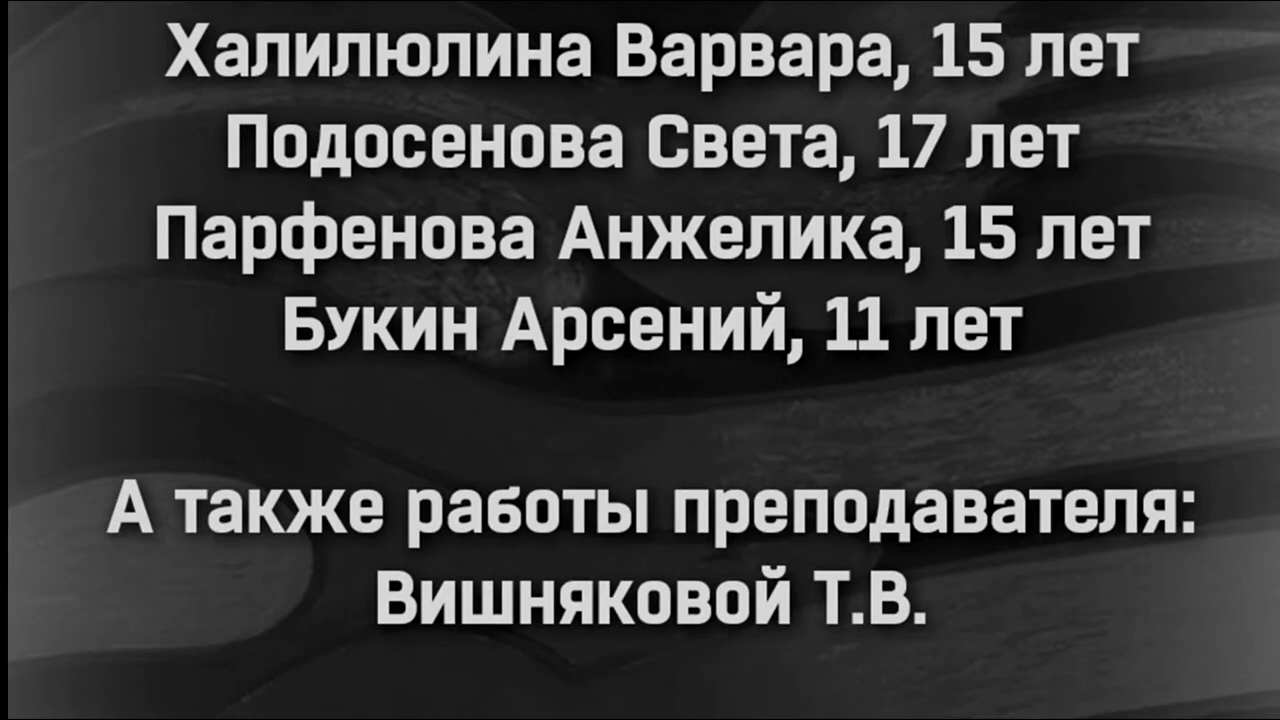 Халилюлина Варвара, 15 лет
Подосенова Света, 17 лет
Парфенова Анжелика, 15 лет
Букин Арсений, 11 лет
А также работы преподавателя:
Вишняковой Т.В.